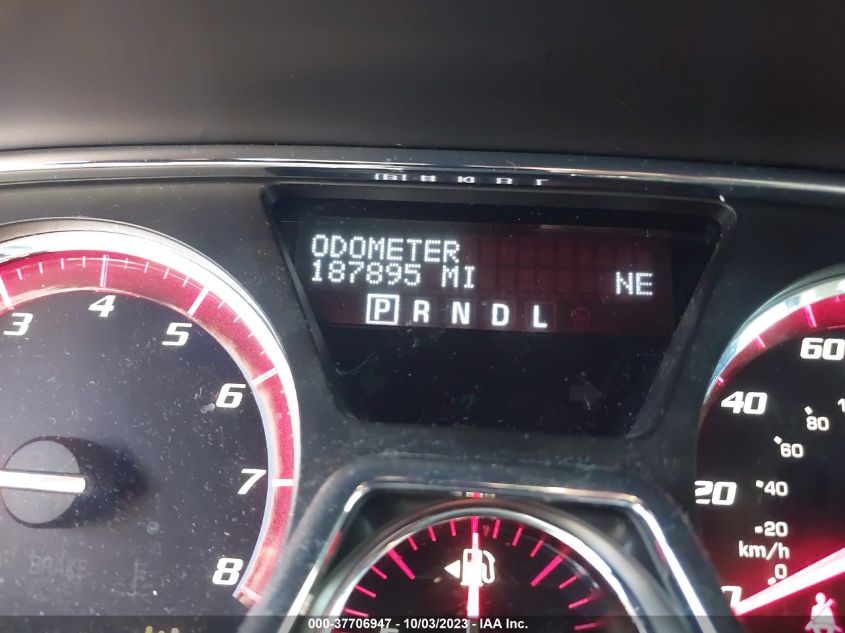 ODOMETER
187895 MI NE
P R N D L
3 4 5 6 7 8
60
40 80
60
20 40
20
km/h
0
BRAKE
000-37706947 - 10/03/2023 - IAA Inc.